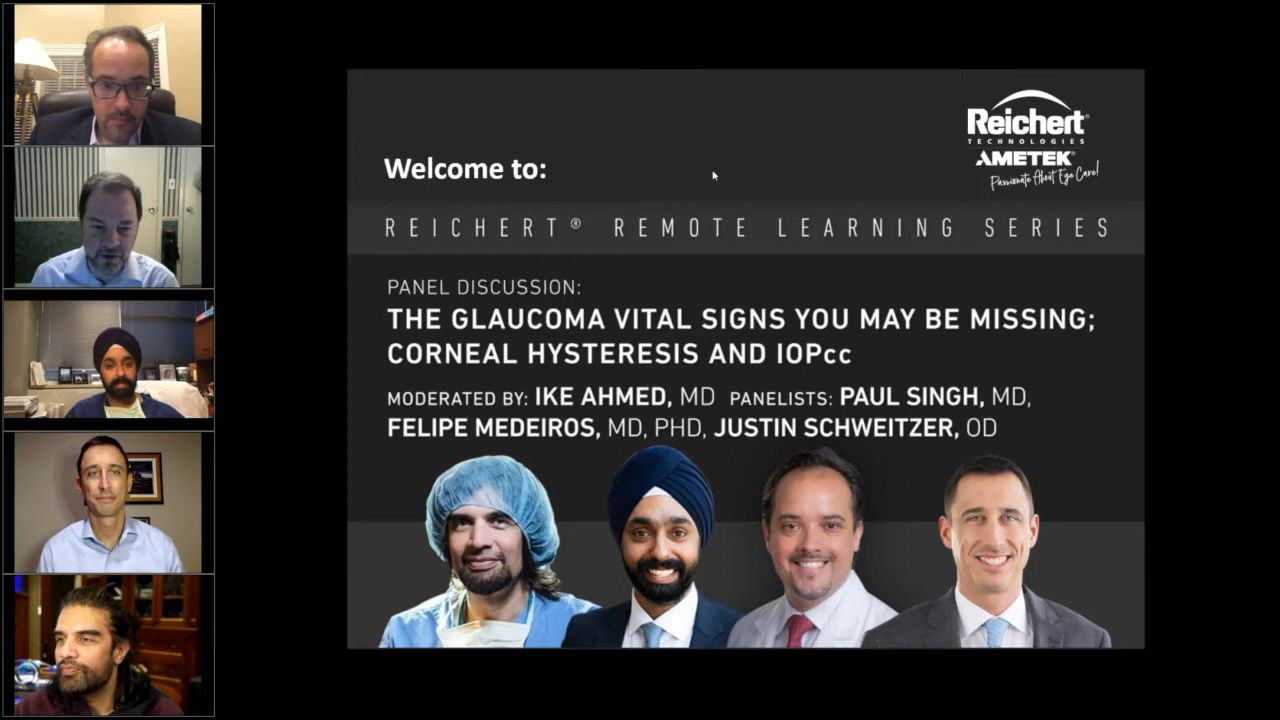 Reichert®
TECHNOLOGIES
AMETEK®
Passionate About Eye Care!
Welcome to:
REICHERT® REMOTE LEARNING SERIES
PANEL DISCUSSION:
THE GLAUCOMA VITAL SIGNS YOU MAY BE MISSING;
CORNEAL HYSTERESIS AND IOPcc
MODERATED BY: IKE AHMED, MD PANELISTS: PAUL SINGH, MD,
FELIPE MEDEIROS, MD, PHD, JUSTIN SCHWEITZER, OD